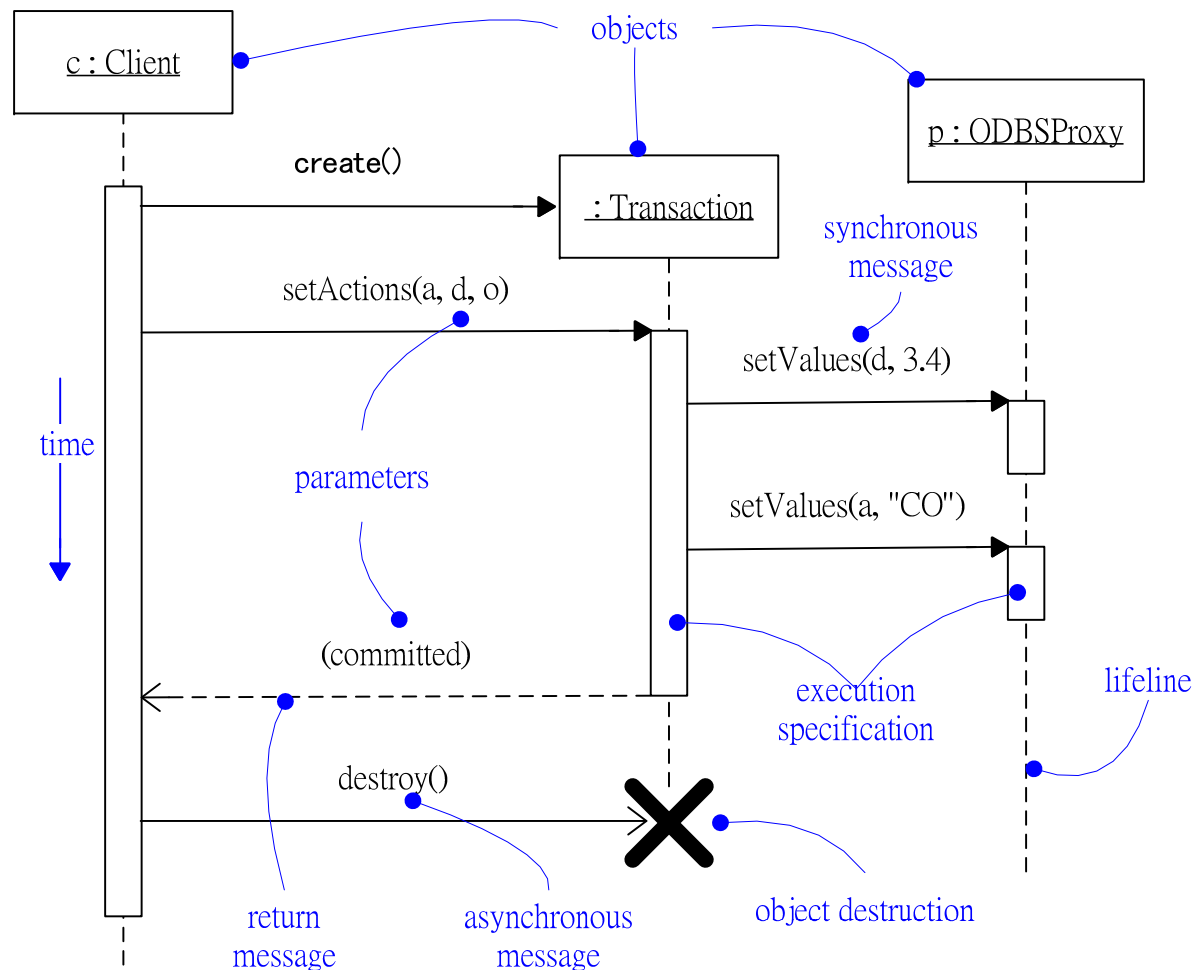 objects
c : Client
p : ODBSProxy
create()
: Transaction
synchronous
message
setActions(a, d, o)
setValues(d, 3.4)
time
parameters
setValues(a, "CO")
(committed)
execution
specification
lifeline
destroy()
return
message
asynchronous
message
object destruction